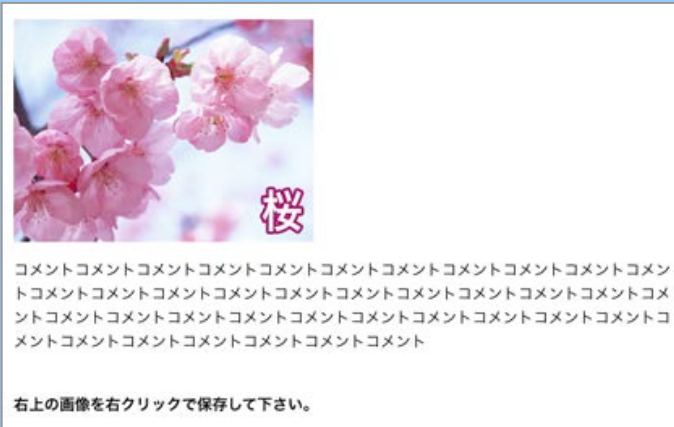 桜
コメントコメントコメントコメントコメントコメントコメントコメントコメントコメントコメン
トコメントコメントコメントコメントコメントコメントコメントコメントコメントコメントコメ
ントコメントコメントコメントコメントコメントコメントコメントコメントコメントコメントコ
メントコメントコメントコメントコメントコメントコメント
右上の画像を右クリックで保存して下さい。